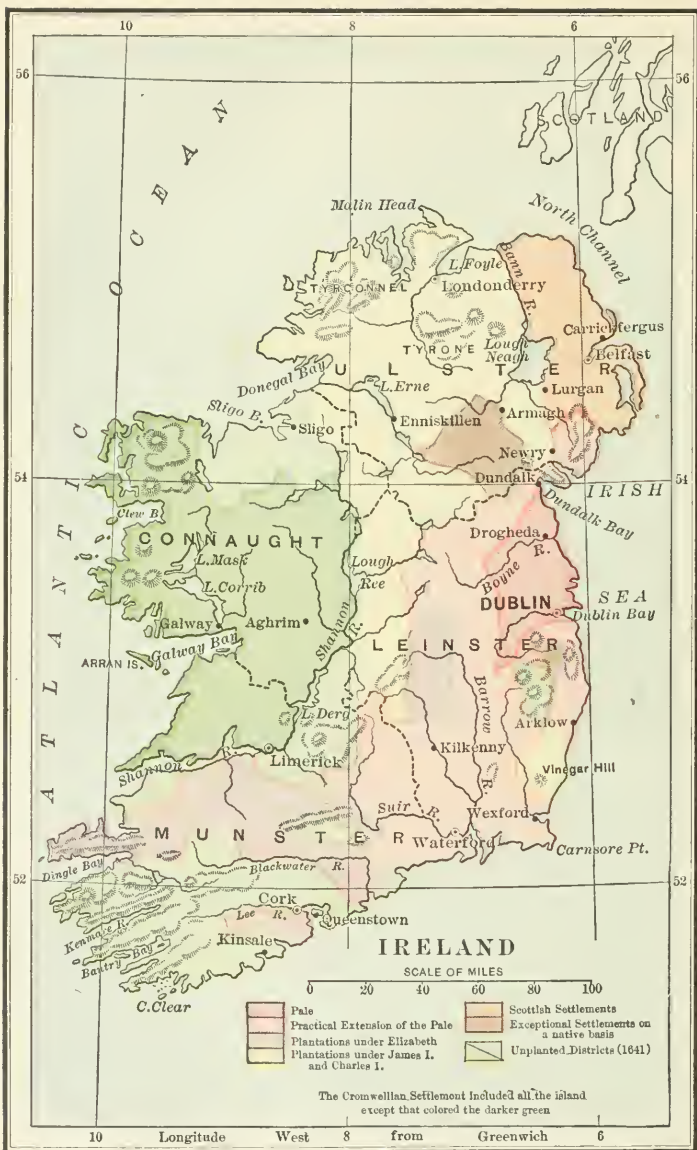 10 8 6
56 56
OCEAN
SCOTLAND
North Channel
Malin Head
L. Foyle
Bann R.
TYRCONNEL
Londonderry
Carrickfergus
TYRONE
Lough Neagh
Belfast
ULSTER
Donegal Bay
L. Erne
Lurgan
Sligo B.
Sligo
Enniskillen
Armagh
Newry
54 54
Dundalk
IRISH
Dundalk Bay
Clew B.
CONNAUGHT
Drogheda
L. Mask
Lough Ree
Boyne R.
L. Corrib
SEA
DUBLIN
Dublin Bay
Galway
Aghrim
Shannon R.
Galway Bay
LEINSTER
ARRAN IS.
ATLANTIC
L. Derg
Barrow R.
Arklow
Kilkenny
Shannon R.
Limerick
Vinegar Hill
Suir R.
Wexford
MUNSTER
Waterford
Carnsore Pt.
Dingle Bay
Blackwater R.
52 52
Cork
Lee R.
Queenstown
Kenmare R.
Kinsale
Bantry Bay
C. Clear
IRELAND
SCALE OF MILES
0 20 40 60 80 100
Pale
Practical Extension of the Pale
Plantations under Elizabeth
Plantations under James I.
and Charles I.
Scottish Settlements
Exceptional Settlements on
a native basis
Unplanted Districts (1641)
The Cromwellian Settlement included all the island
except that colored the darker green
10 Longitude West 8 from Greenwich 6